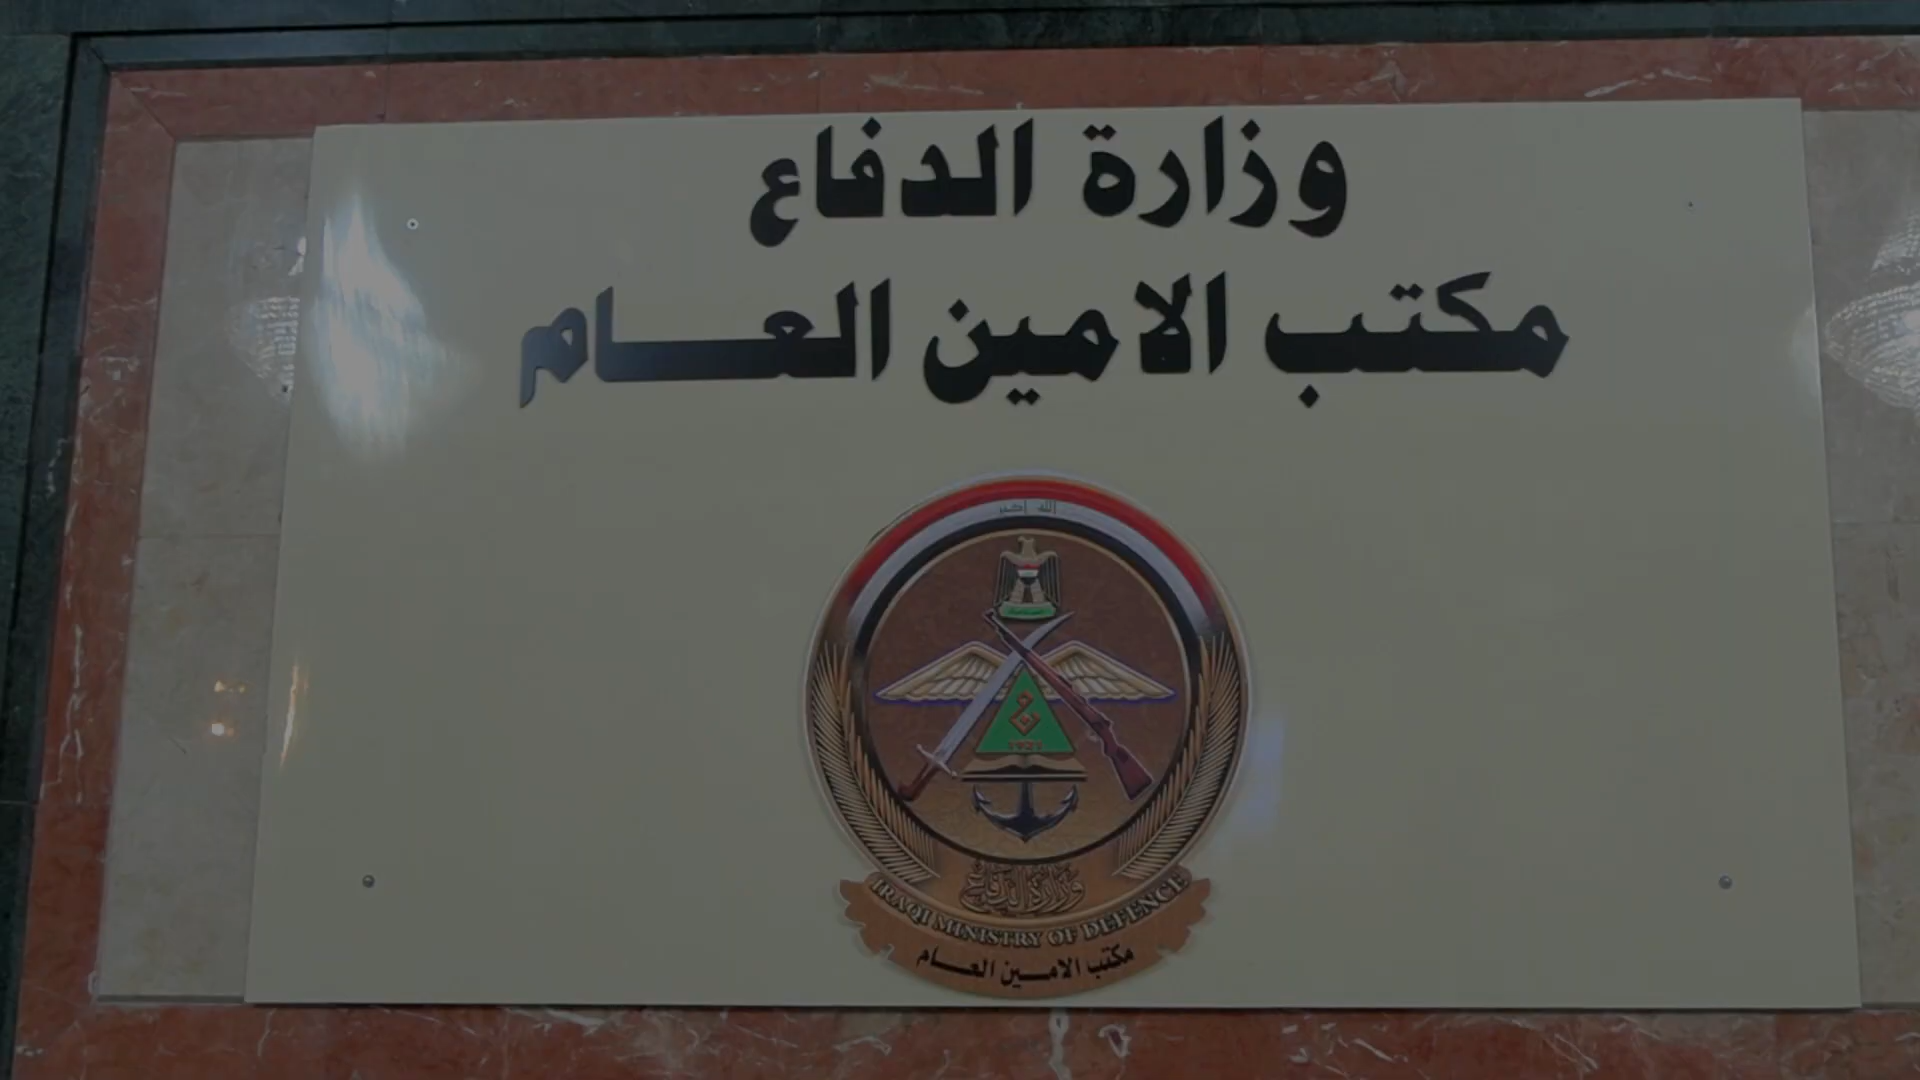 وزارة الدفاع
مكتب الامين العام
الله اكبر
1921
وزارة الدفاع
IRAQI MINISTRY OF DEFENCE
مكتب الامين العام